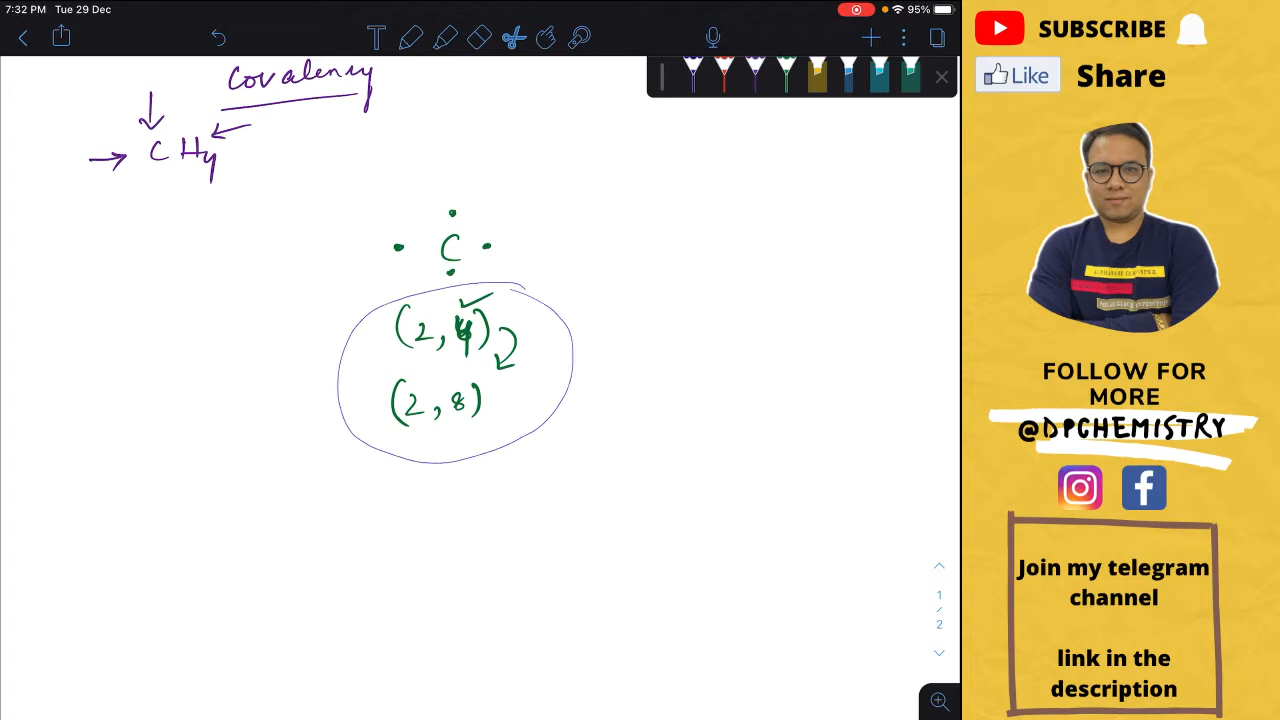 7:32 PM Tue 29 Dec
95%
covalency
CH4
C
(2, 4)
(2, 8)
1
/
2
SUBSCRIBE
Like
Share
FOLLOW FOR
MORE
@DPCHEMISTRY
Join my telegram
channel
link in the
description